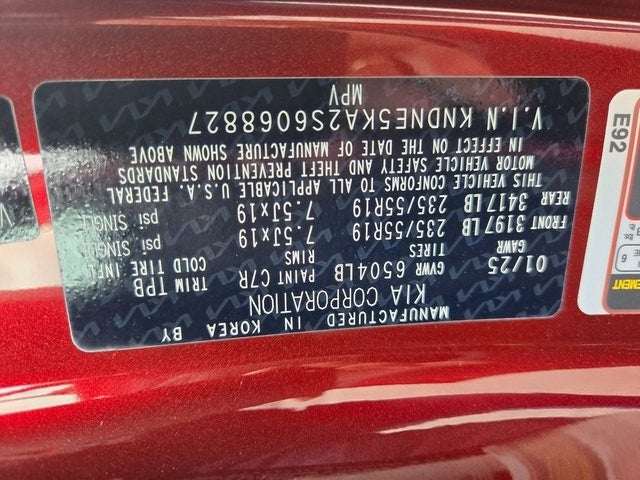 MANUFACTURED IN KOREA BY
KIA CORPORATION
01/25 GVWR 6504LB PAINT C7R TRIM TPB
GAWR TIRES RIMS COLD TIRE INFL
FRONT 3197LB 235/55R19 7.5Jx19 psi SINGLE
REAR 3417LB 235/55R19 7.5Jx19 psi SINGLE
THIS VEHICLE CONFORMS TO ALL APPLICABLE U.S.A. FEDERAL
MOTOR VEHICLE SAFETY AND THEFT PREVENTION STANDARDS
IN EFFECT ON THE DATE OF MANUFACTURE SHOWN ABOVE
V.I.N KNDNE5KA2S6068827
MPV
E92